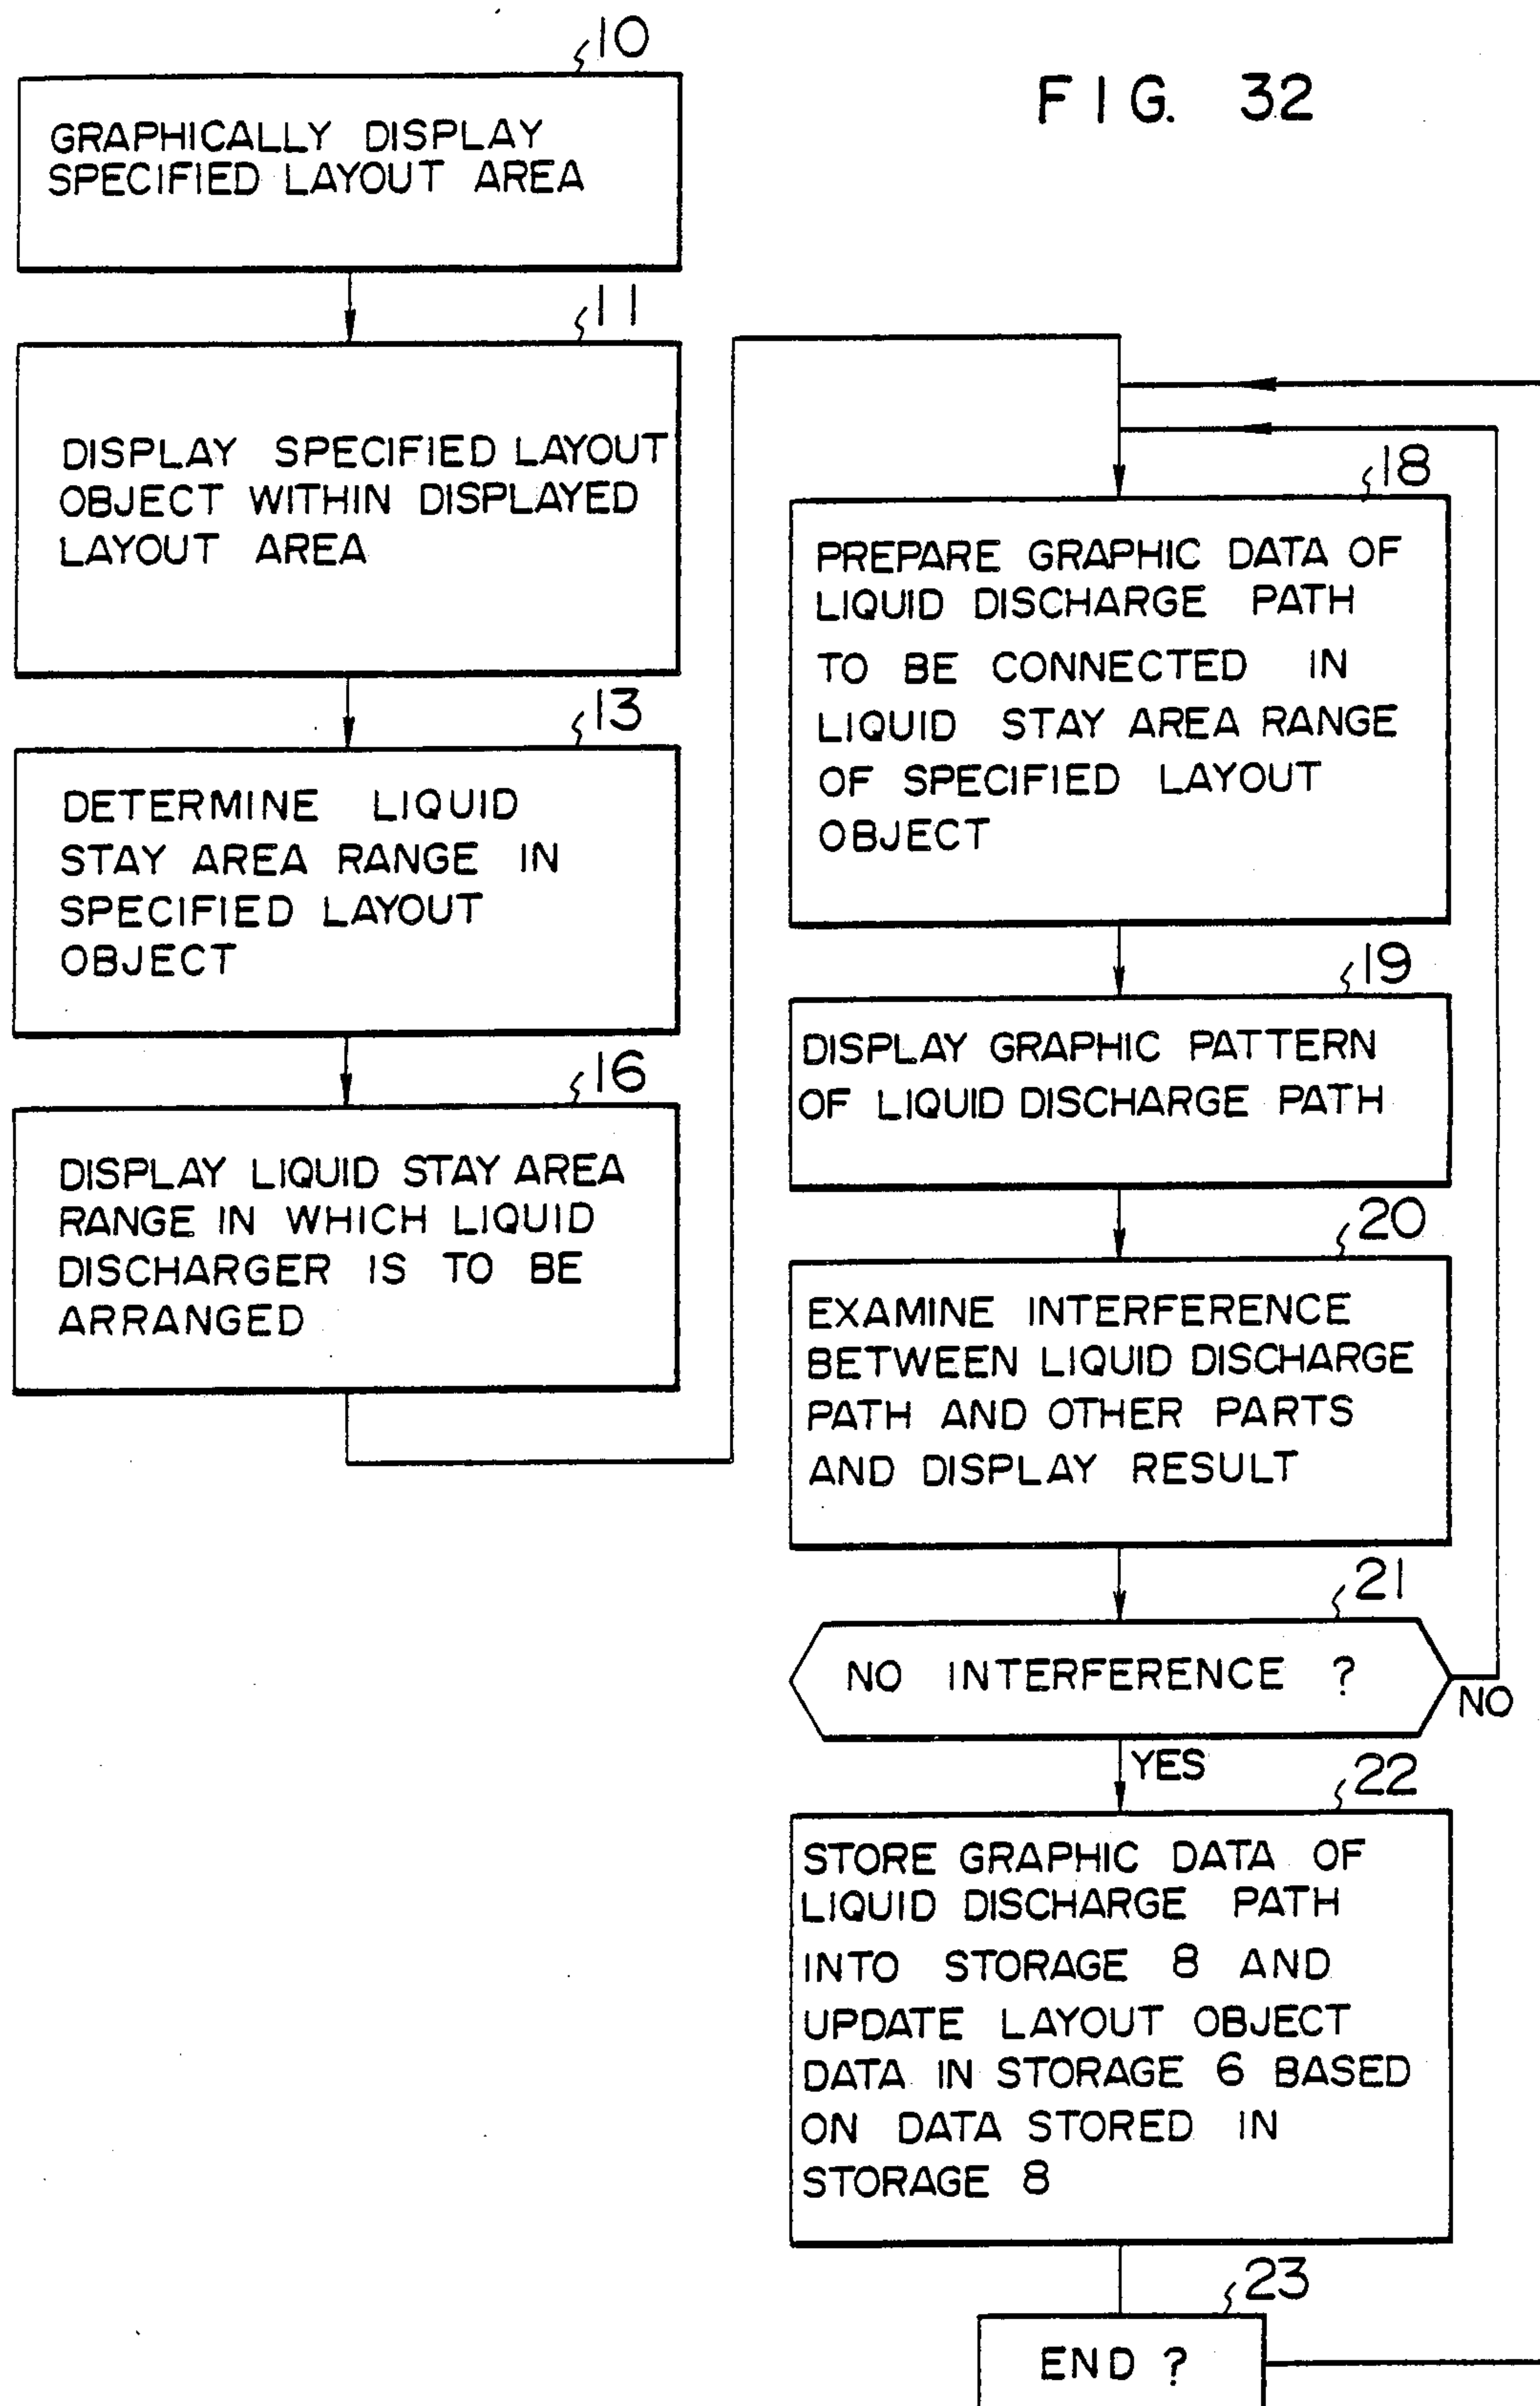 FIG. 32
10
GRAPHICALLY DISPLAY
SPECIFIED LAYOUT AREA
11
DISPLAY SPECIFIED LAYOUT
OBJECT WITHIN DISPLAYED
LAYOUT AREA
13
DETERMINE LIQUID
STAY AREA RANGE IN
SPECIFIED LAYOUT
OBJECT
16
DISPLAY LIQUID STAY AREA
RANGE IN WHICH LIQUID
DISCHARGER IS TO BE
ARRANGED
18
PREPARE GRAPHIC DATA OF
LIQUID DISCHARGE PATH
TO BE CONNECTED IN
LIQUID STAY AREA RANGE
OF SPECIFIED LAYOUT
OBJECT
19
DISPLAY GRAPHIC PATTERN
OF LIQUID DISCHARGE PATH
20
EXAMINE INTERFERENCE
BETWEEN LIQUID DISCHARGE
PATH AND OTHER PARTS
AND DISPLAY RESULT
21
NO INTERFERENCE ?
NO
YES
22
STORE GRAPHIC DATA OF
LIQUID DISCHARGE PATH
INTO STORAGE 8 AND
UPDATE LAYOUT OBJECT
DATA IN STORAGE 6 BASED
ON DATA STORED IN
STORAGE 8
23
END ?